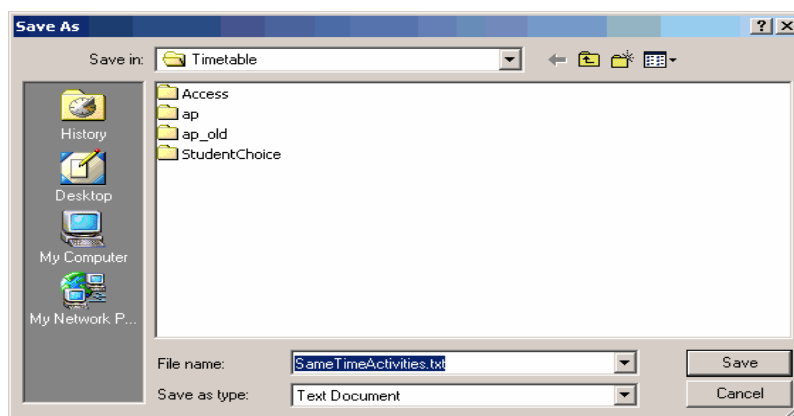 Save As
Save in: Timetable
Access
ap
ap_old
StudentChoice
History
Desktop
My Computer
My Network P...
File name: SameTimeActivities.txt Save
Save as type: Text Document Cancel